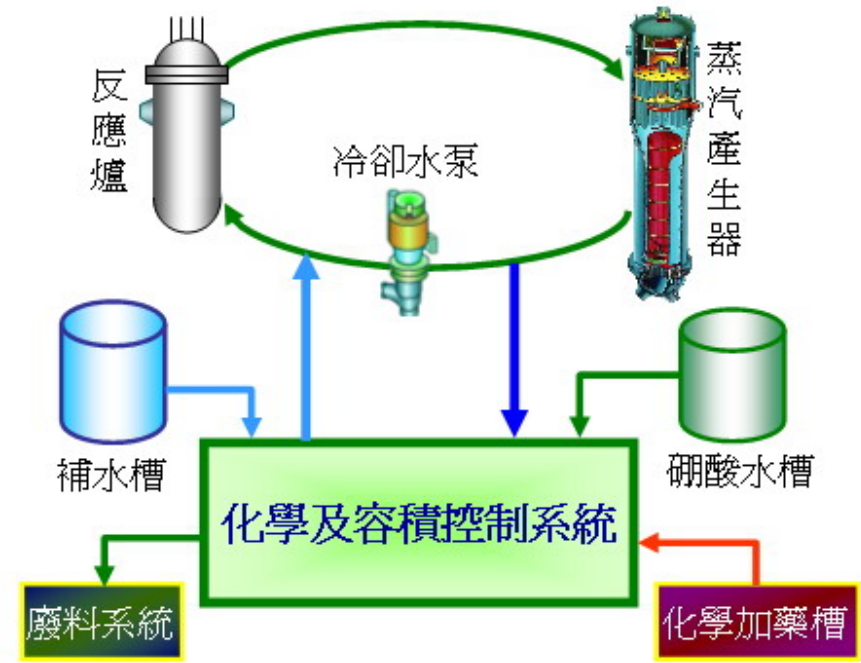 反應爐
蒸汽產生器
冷卻水泵
補水槽
硼酸水槽
化學及容積控制系統
廢料系統
化學加藥槽